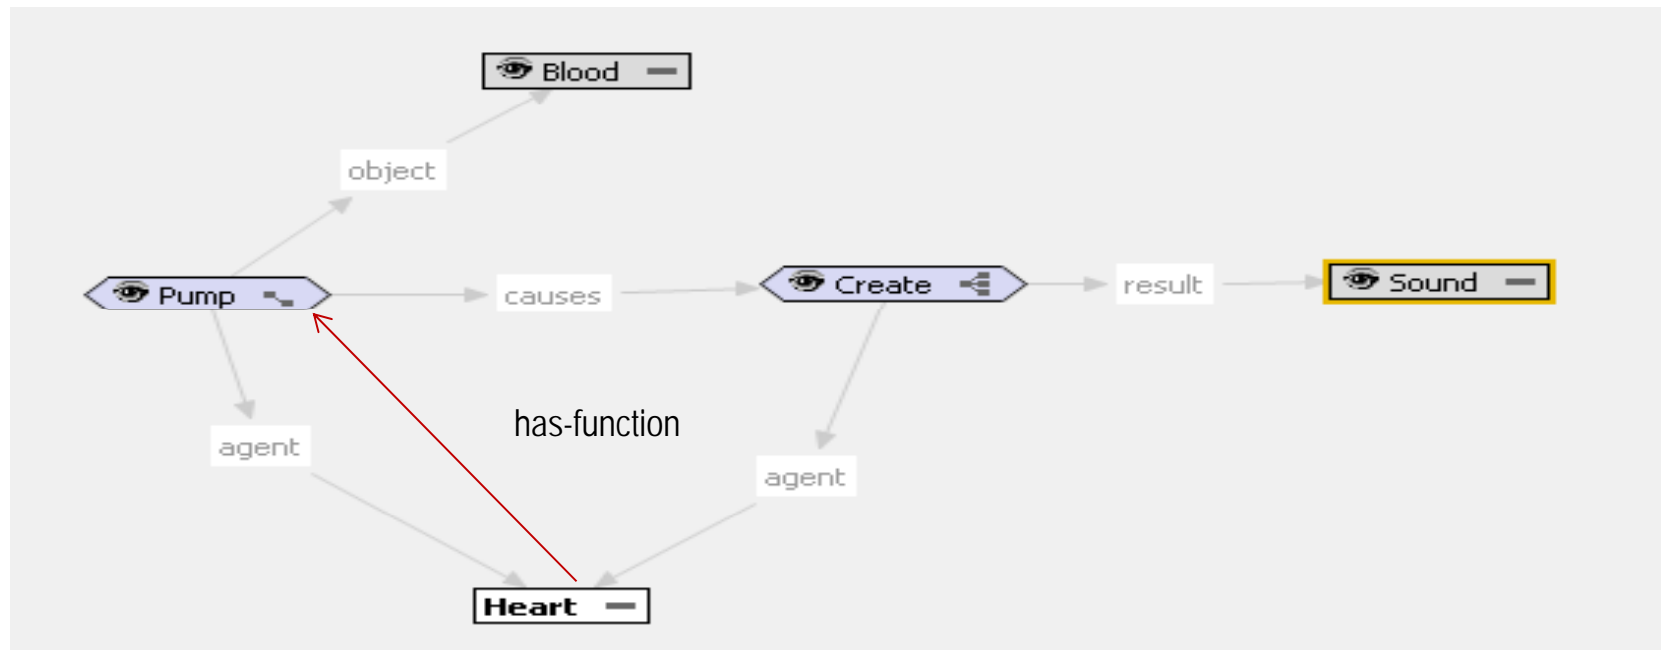 Blood
object
Pump
causes
Create
result
Sound
has-function
agent
agent
Heart